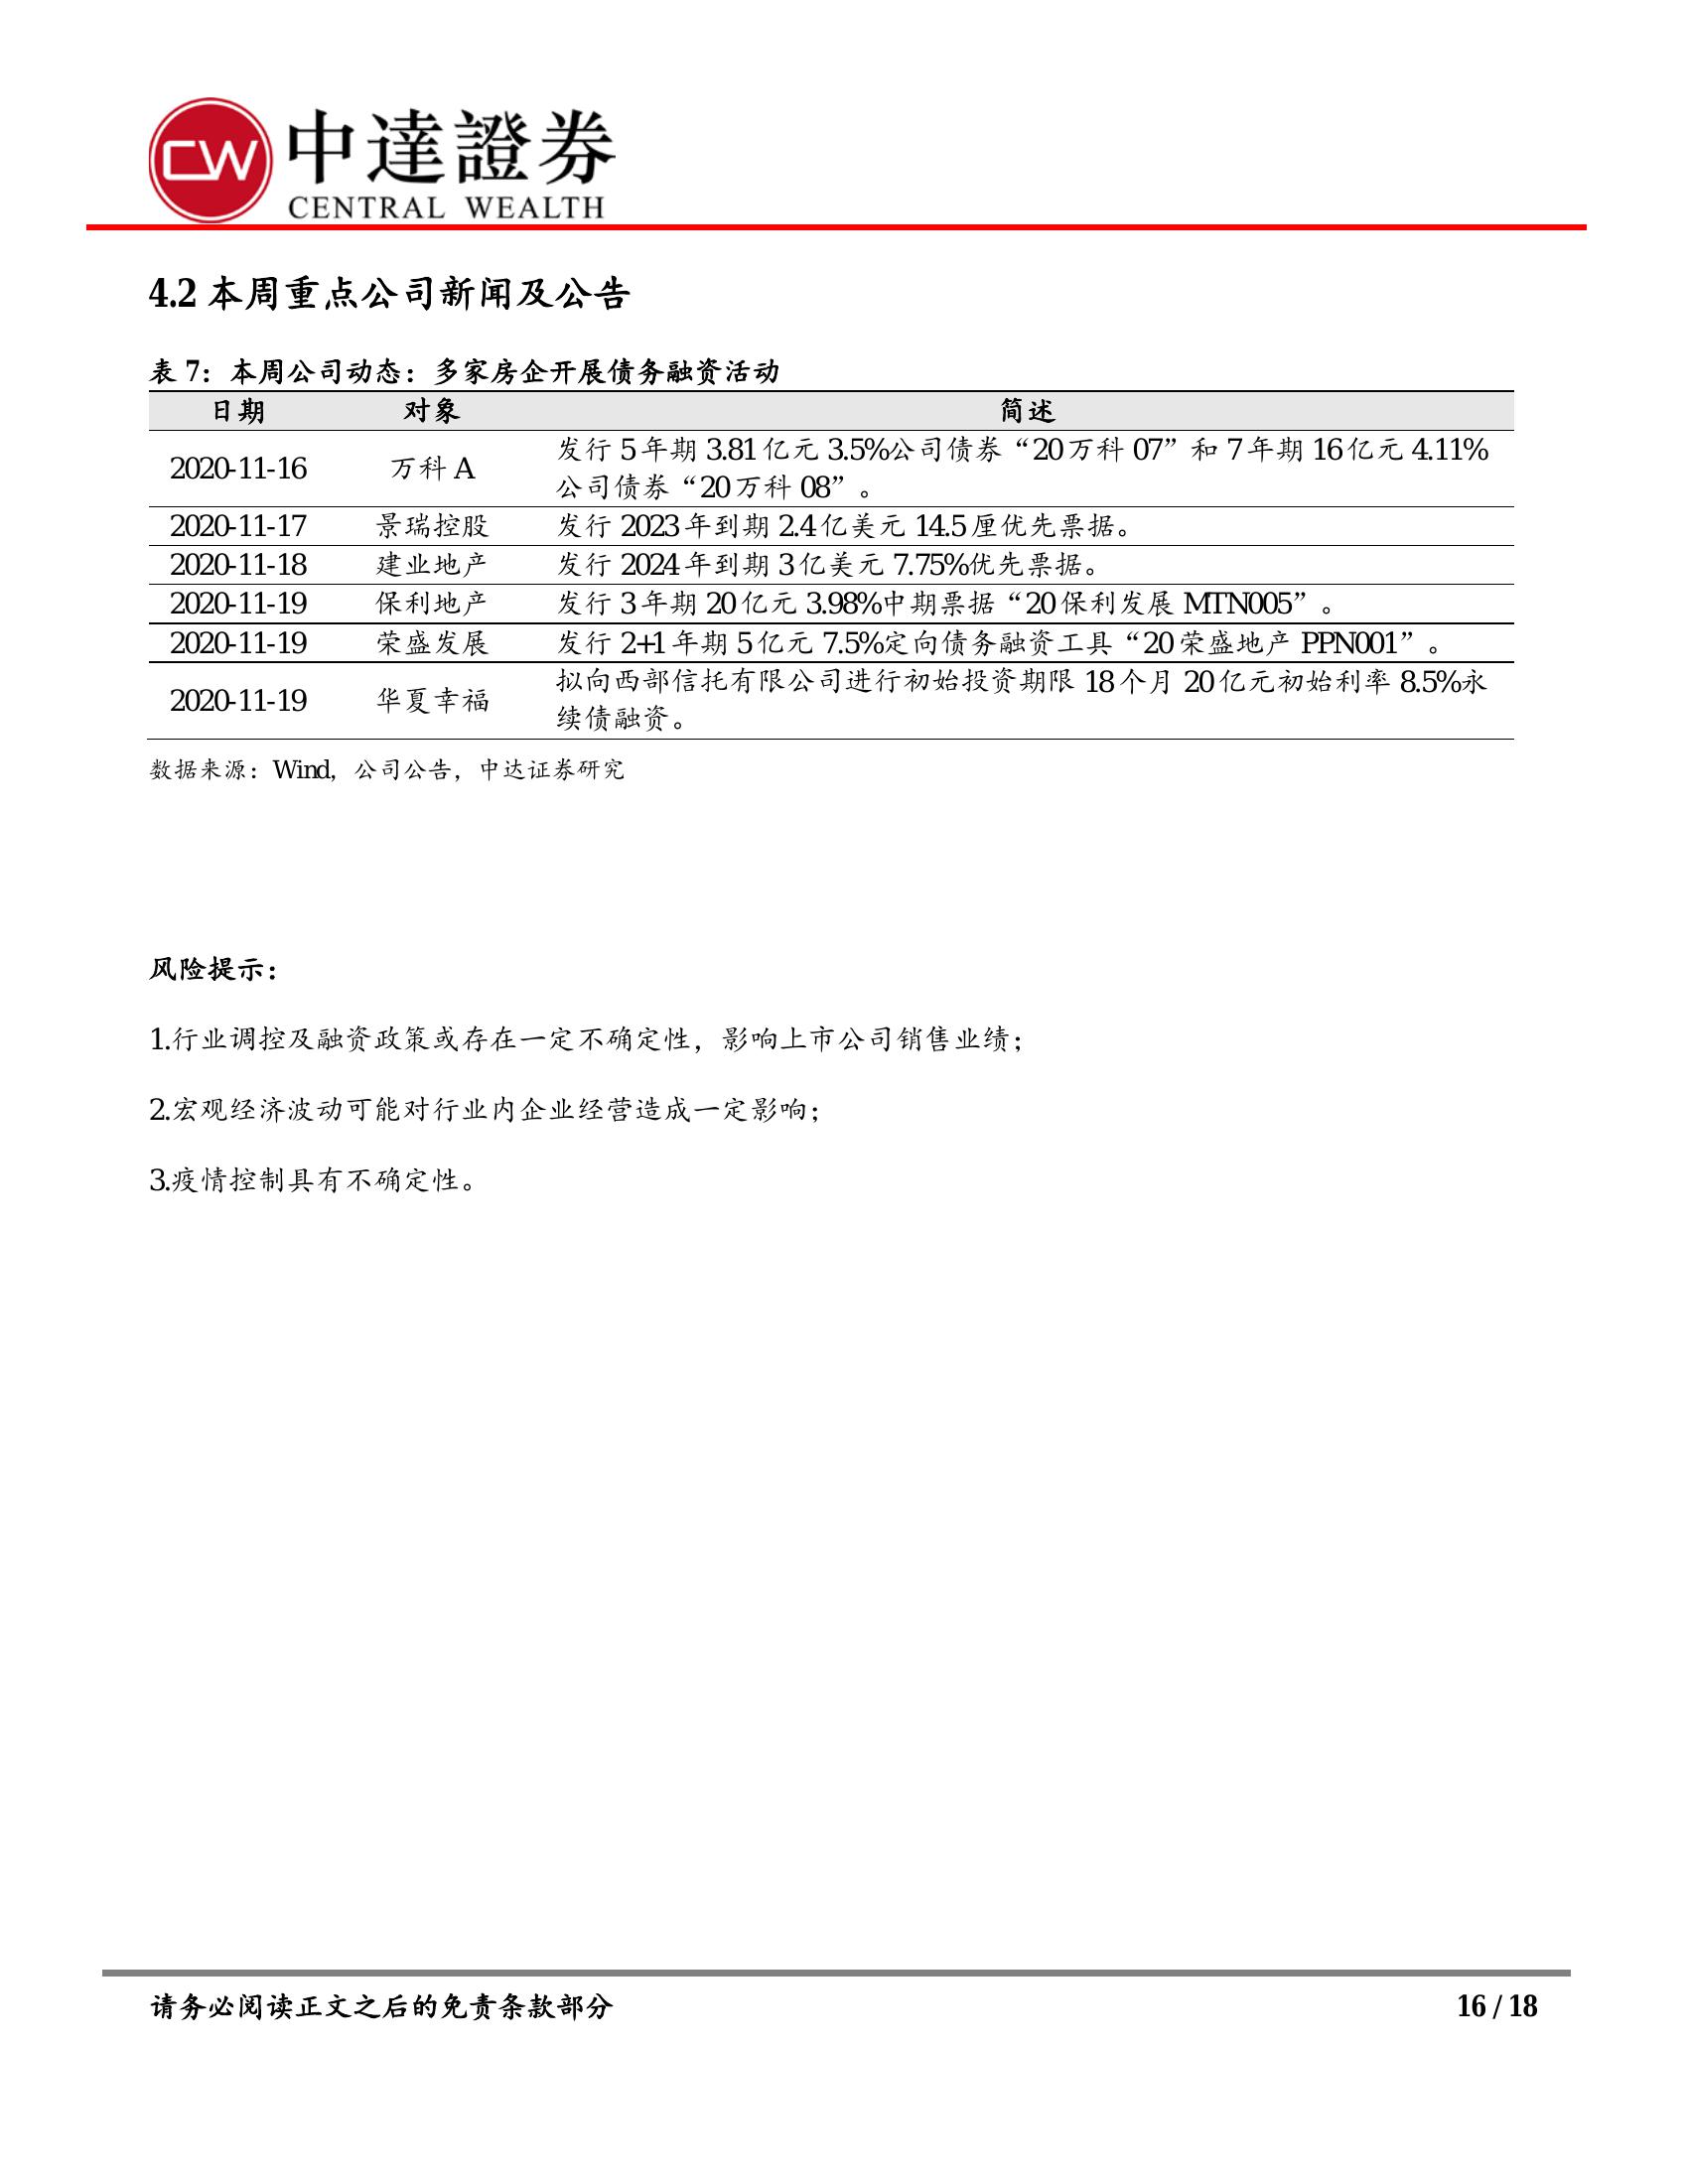 CW 中達證券
CENTRAL WEALTH
4.2 本周重点公司新闻及公告
表 7：本周公司动态：多家房企开展债务融资活动
日期 对象 简述
2020-11-16 万科 A 发行 5 年期 3.81 亿元 3.5%公司债券“20 万科 07”和 7 年期 16 亿元 4.11%
公司债券“20 万科 08”。
2020-11-17 景瑞控股 发行 2023 年到期 2.4 亿美元 14.5 厘优先票据。
2020-11-18 建业地产 发行 2024 年到期 3 亿美元 7.75%优先票据。
2020-11-19 保利地产 发行 3 年期 20 亿元 3.98%中期票据“20 保利发展 MTN005”。
2020-11-19 荣盛发展 发行 2+1 年期 5 亿元 7.5%定向债务融资工具“20 荣盛地产 PPN001”。
2020-11-19 华夏幸福 拟向西部信托有限公司进行初始投资期限 18 个月 20 亿元初始利率 8.5%永
续债融资。
数据来源：Wind，公司公告，中达证券研究
风险提示：
1.行业调控及融资政策或存在一定不确定性，影响上市公司销售业绩；
2.宏观经济波动可能对行业内企业经营造成一定影响；
3.疫情控制具有不确定性。
请务必阅读正文之后的免责条款部分 16 / 18